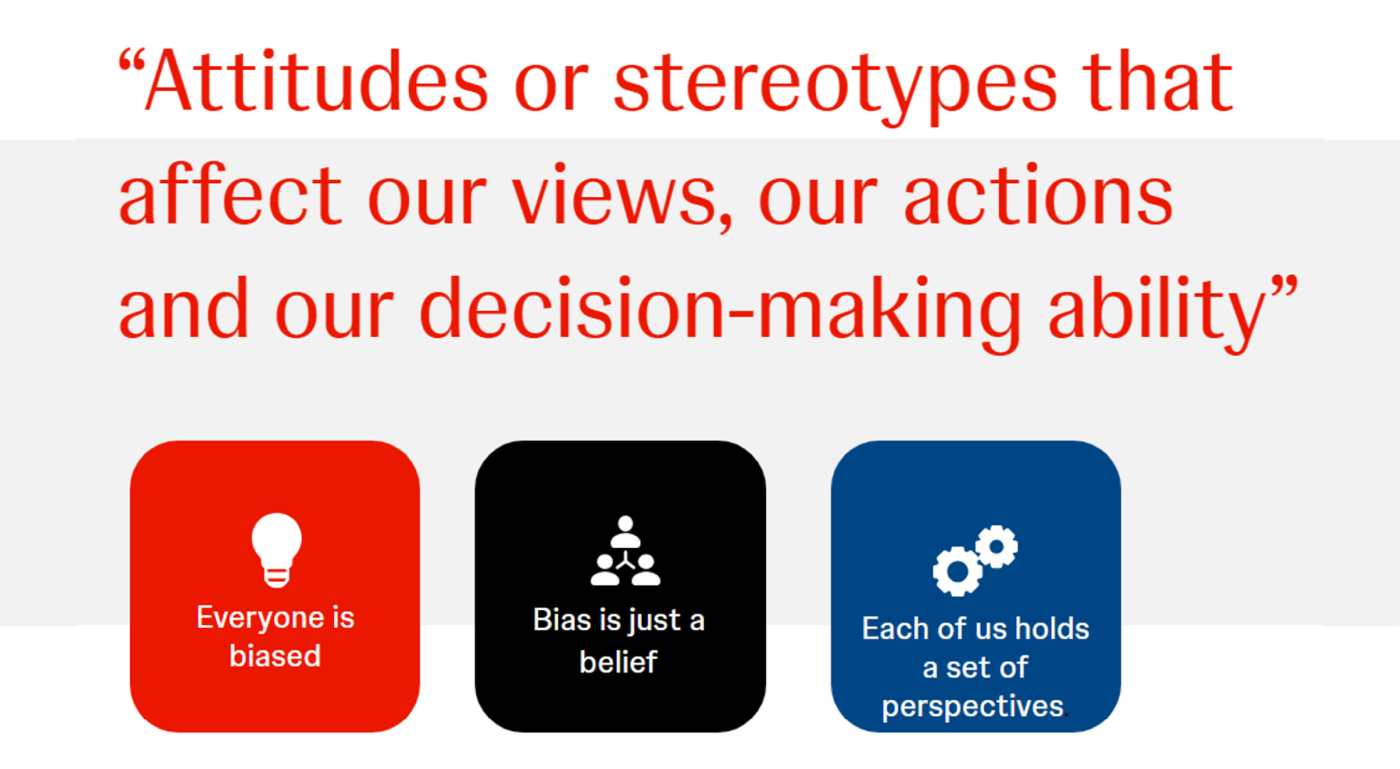 “Attitudes or stereotypes that
affect our views, our actions
and our decision-making ability”
Everyone is
biased
Bias is just a
belief
Each of us holds
a set of
perspectives.